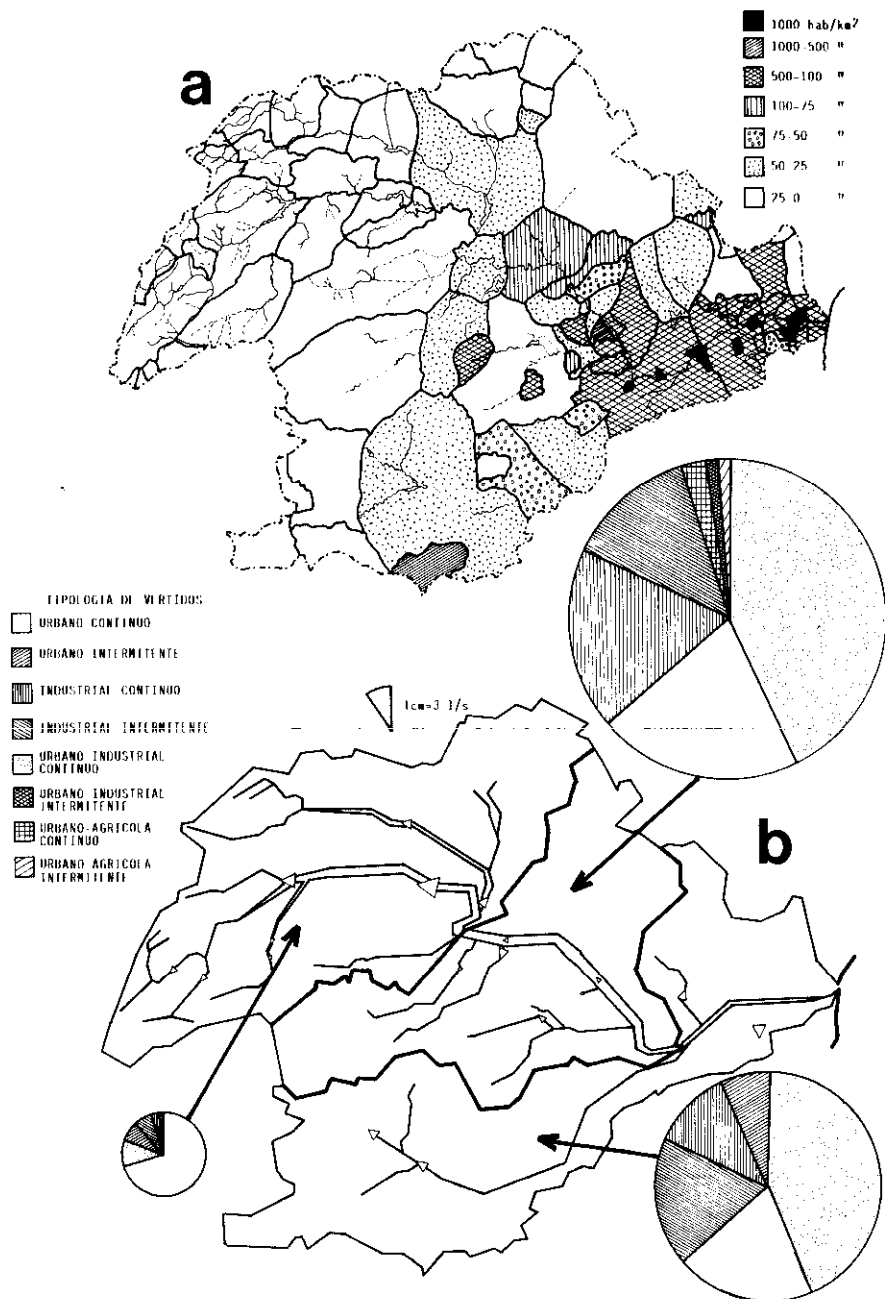 a
1000 hab/km2
1000-500 "
500-100 "
100-75 "
75-50 "
50-25 "
25-0 "
TIPOLOGIA DE VERTIDOS
URBANO CONTINUO
URBANO INTERMITENTE
INDUSTRIAL CONTINUO
INDUSTRIAL INTERMITENTE
URBANO INDUSTRIAL
CONTINUO
URBANO INDUSTRIAL
INTERMITENTE
URBANO-AGRICOLA
CONTINUO
URBANO AGRICOLA
INTERMITENTE
1cm=3 l/s
b